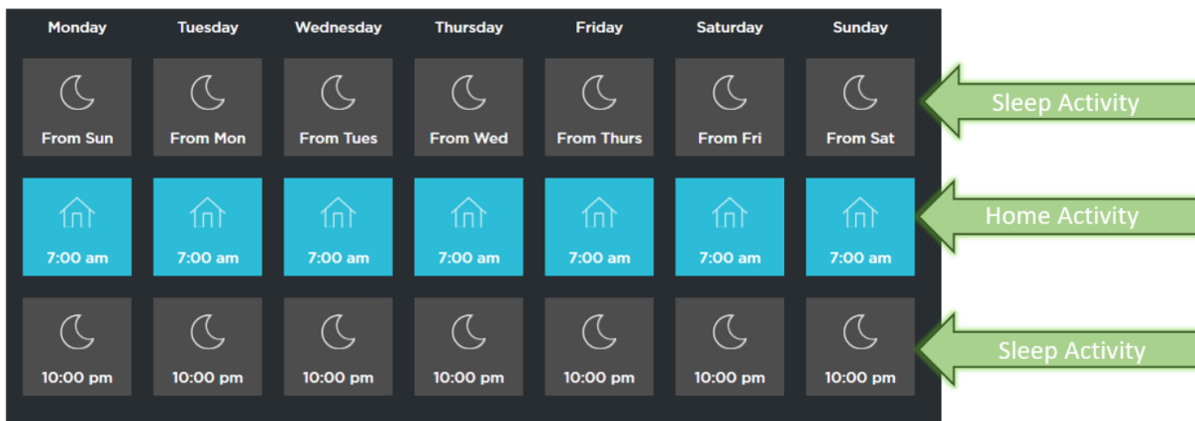 Monday Tuesday Wednesday Thursday Friday Saturday Sunday
From Sun From Mon From Tues From Wed From Thurs From Fri From Sat
Sleep Activity
7:00 am 7:00 am 7:00 am 7:00 am 7:00 am 7:00 am 7:00 am
Home Activity
10:00 pm 10:00 pm 10:00 pm 10:00 pm 10:00 pm 10:00 pm 10:00 pm
Sleep Activity